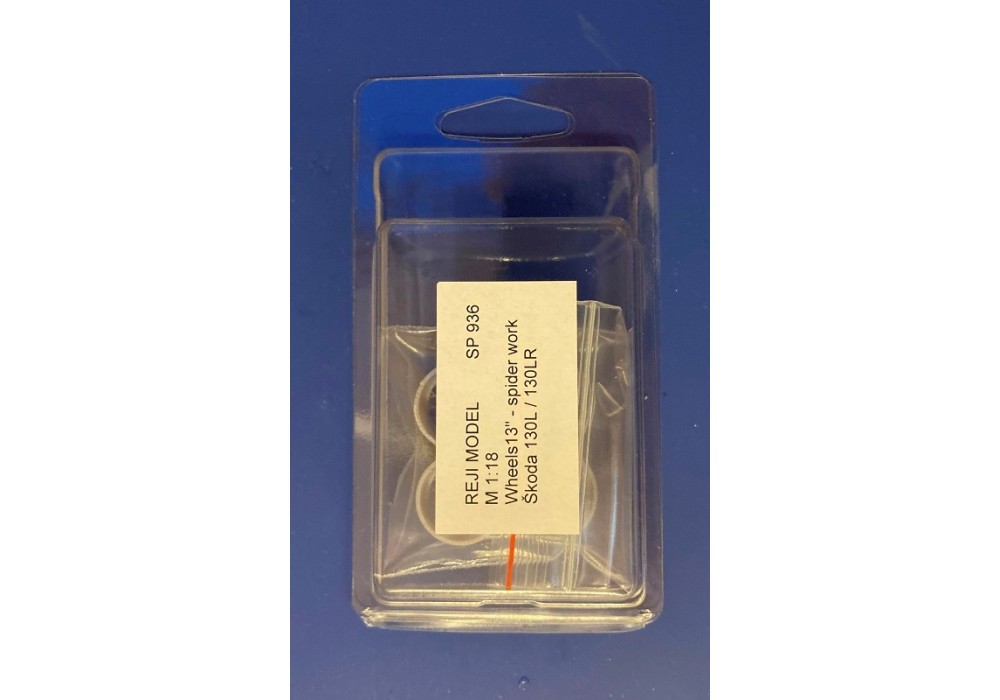 REJI MODEL SP 936
M 1:18
Wheels13" - spider work
Škoda 130L / 130LR